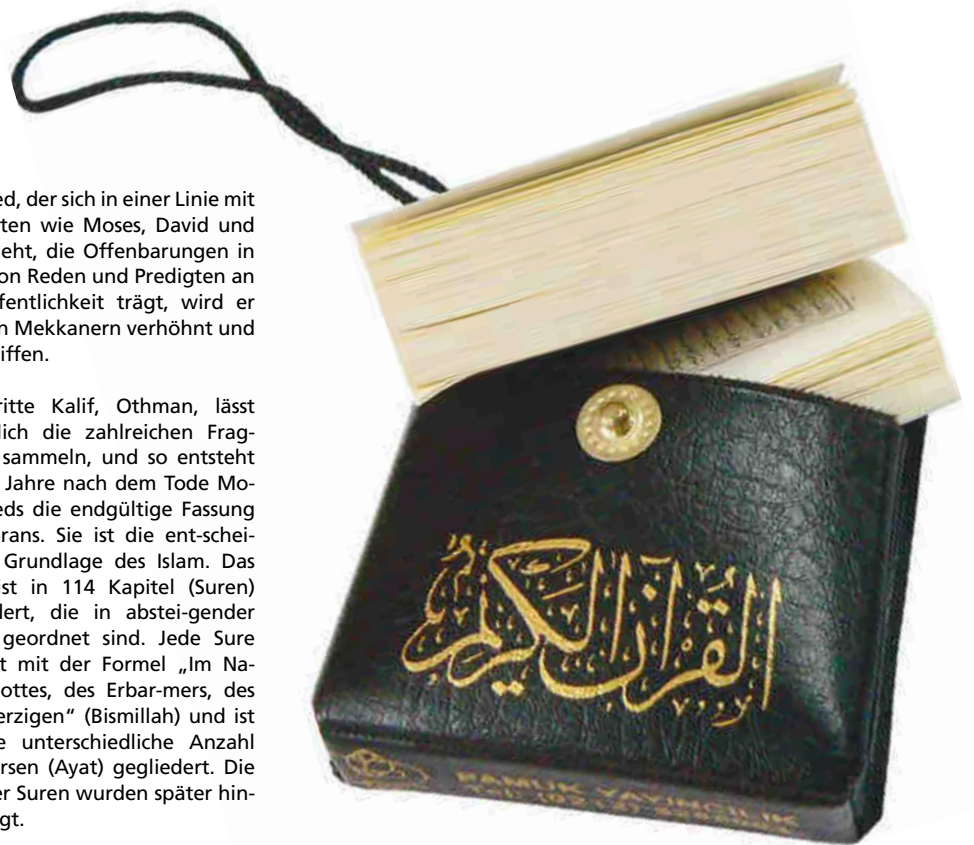 ed, der sich in einer Linie mit
ten wie Moses, David und
eht, die Offenbarungen in
on Reden und Predigten an
fentlichkeit trägt, wird er
n Mekkanern verhöhnt und
iffen.
ritte Kalif, Othman, lässt
lich die zahlreichen Frag-
sammeln, und so entsteht
Jahre nach dem Tode Mo-
eds die endgültige Fassung
rans. Sie ist die ent-schei-
Grundlage des Islam. Das
ist in 114 Kapitel (Suren)
dert, die in abstei-gender
geordnet sind. Jede Sure
t mit der Formel „Im Na-
ottes, des Erbar-mers, des
erzigen“ (Bismillah) und ist
e unterschiedliche Anzahl
rsen (Ayat) gegliedert. Die
er Suren wurden später hin-
gt.
القرآن الكريم
PAMUK YAYINCILIK